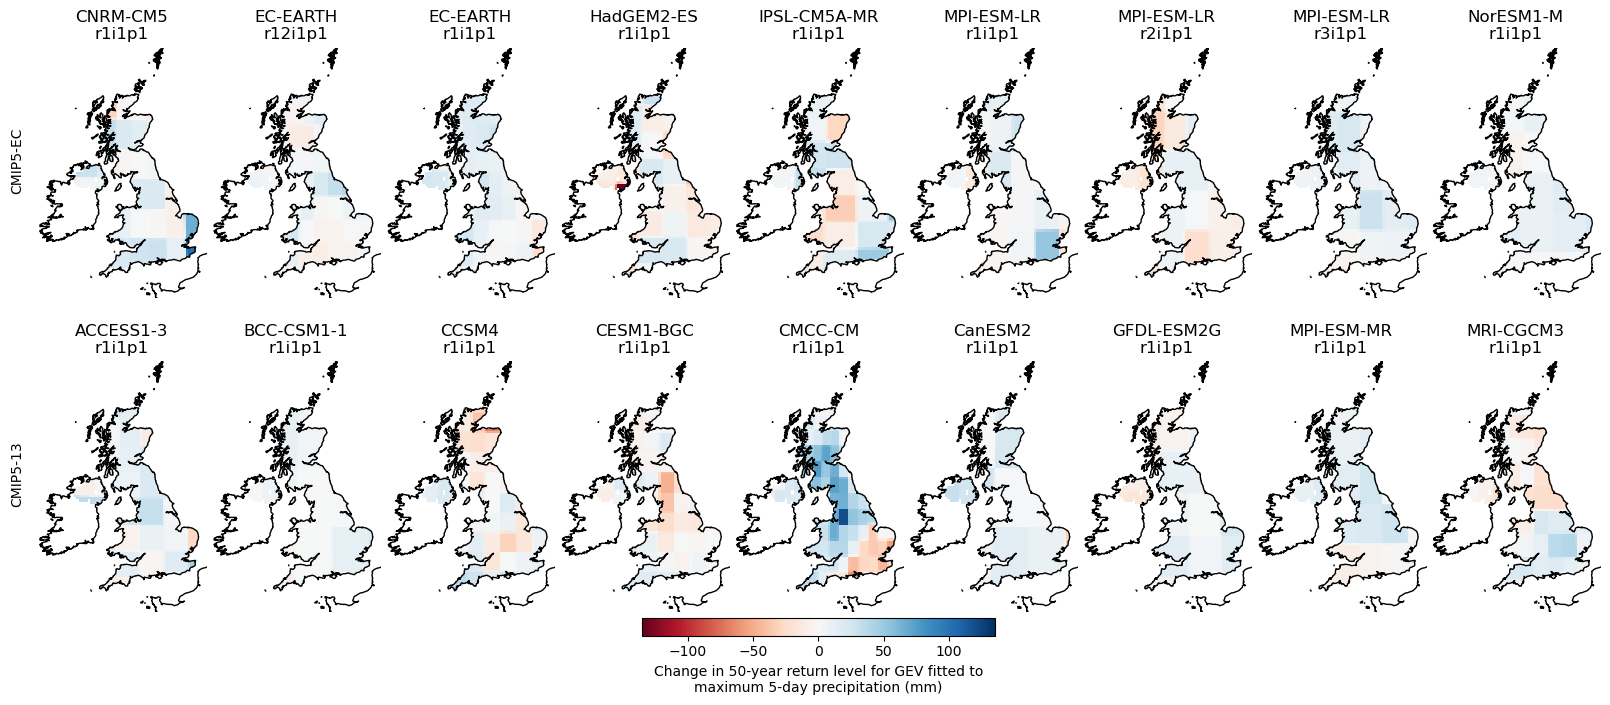 CNRM-CM5
r1i1p1
EC-EARTH
r12i1p1
EC-EARTH
r1i1p1
HadGEM2-ES
r1i1p1
IPSL-CM5A-MR
r1i1p1
MPI-ESM-LR
r1i1p1
MPI-ESM-LR
r2i1p1
MPI-ESM-LR
r3i1p1
NorESM1-M
r1i1p1
CMIP5-EC
ACCESS1-3
r1i1p1
BCC-CSM1-1
r1i1p1
CCSM4
r1i1p1
CESM1-BGC
r1i1p1
CMCC-CM
r1i1p1
CanESM2
r1i1p1
GFDL-ESM2G
r1i1p1
MPI-ESM-MR
r1i1p1
MRI-CGCM3
r1i1p1
CMIP5-13
−100 −50 0 50 100
Change in 50-year return level for GEV fitted to
maximum 5-day precipitation (mm)